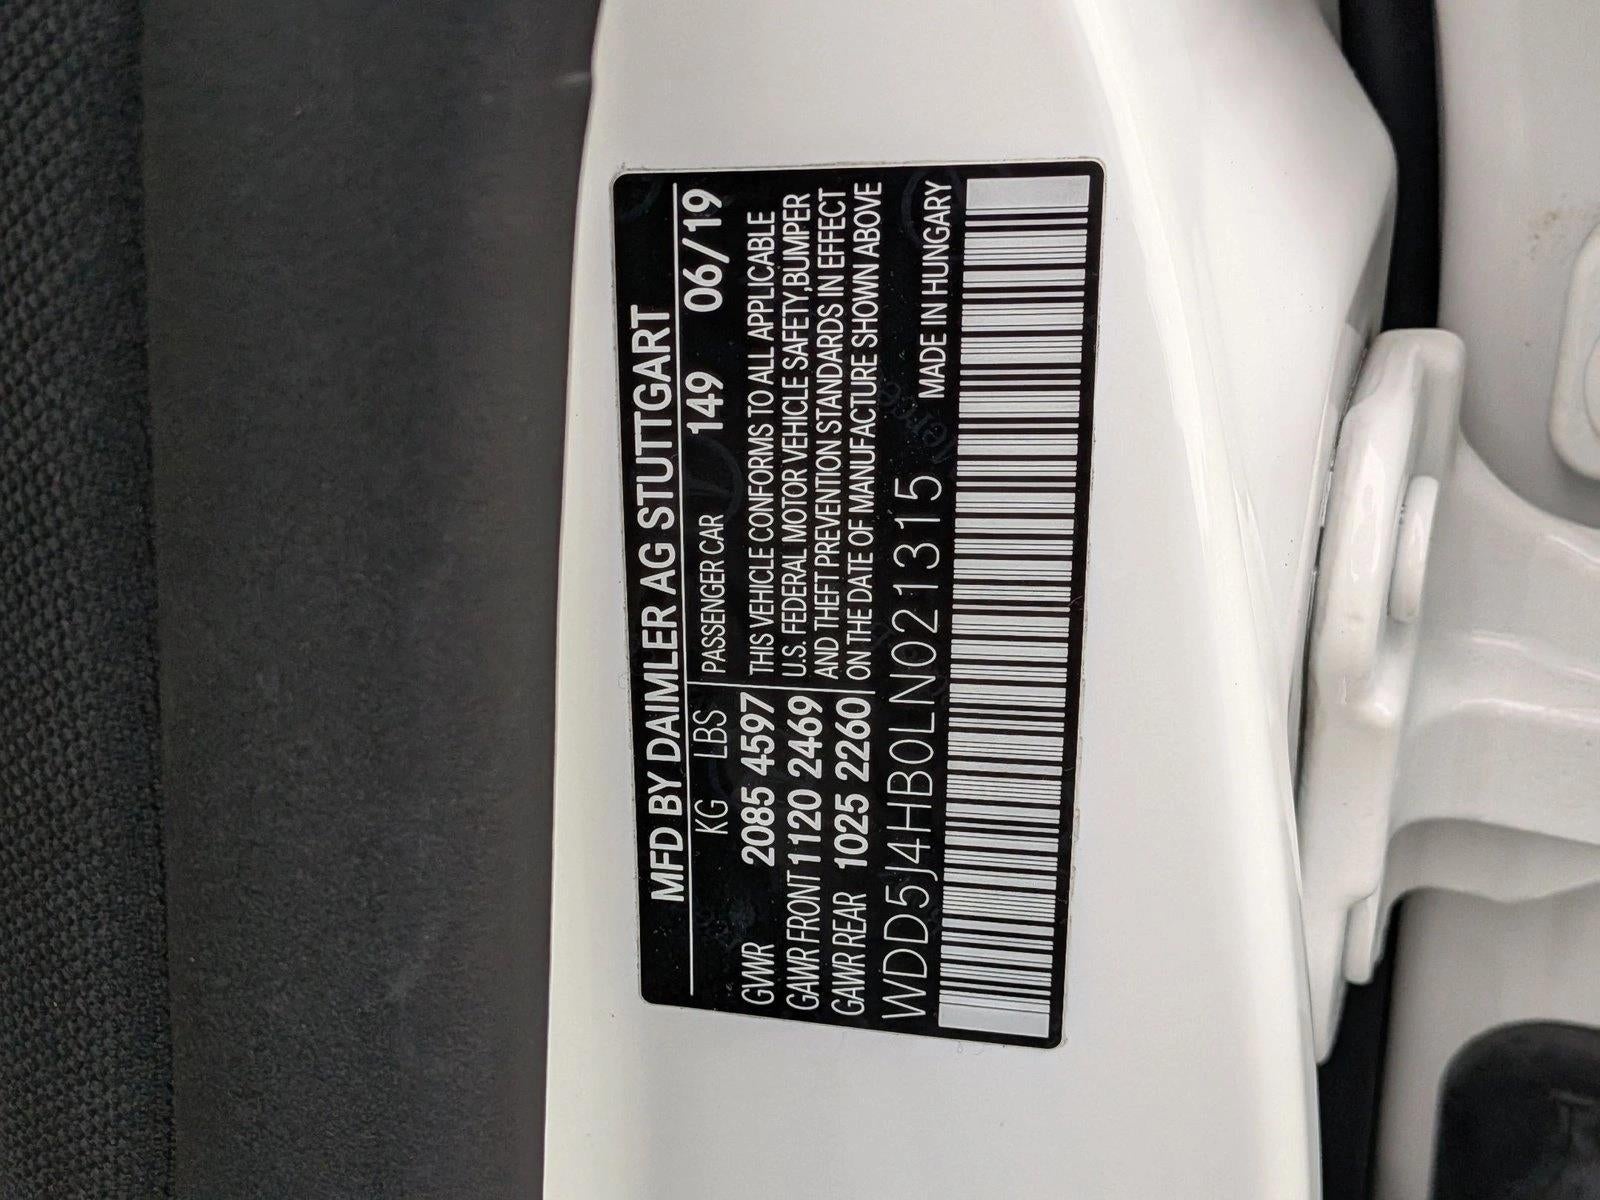 MFD BY DAIMLER AG STUTTGART
KG LBS PASSENGER CAR 149 06/19
GVWR 2085 4597 THIS VEHICLE CONFORMS TO ALL APPLICABLE
GAWR FRONT 1120 2469 U.S. FEDERAL MOTOR VEHICLE SAFETY,BUMPER
AND THEFT PREVENTION STANDARDS IN EFFECT
GAWR REAR 1025 2260 ON THE DATE OF MANUFACTURE SHOWN ABOVE
WDD5J4HB0LN021315 MADE IN HUNGARY